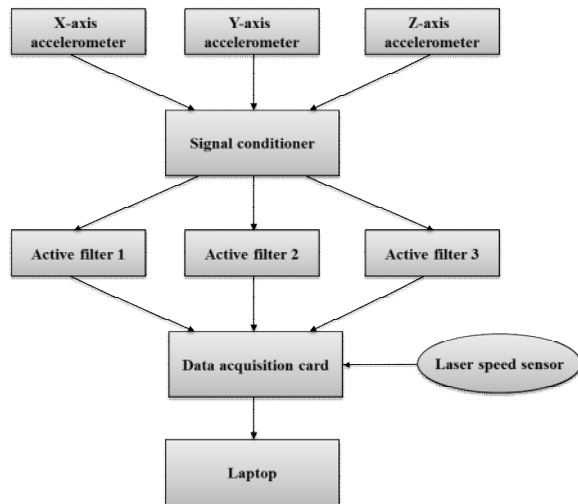 X-axis
accelerometer
Y-axis
accelerometer
Z-axis
accelerometer
Signal conditioner
Active filter 1
Active filter 2
Active filter 3
Data acquisition card
Laser speed sensor
Laptop